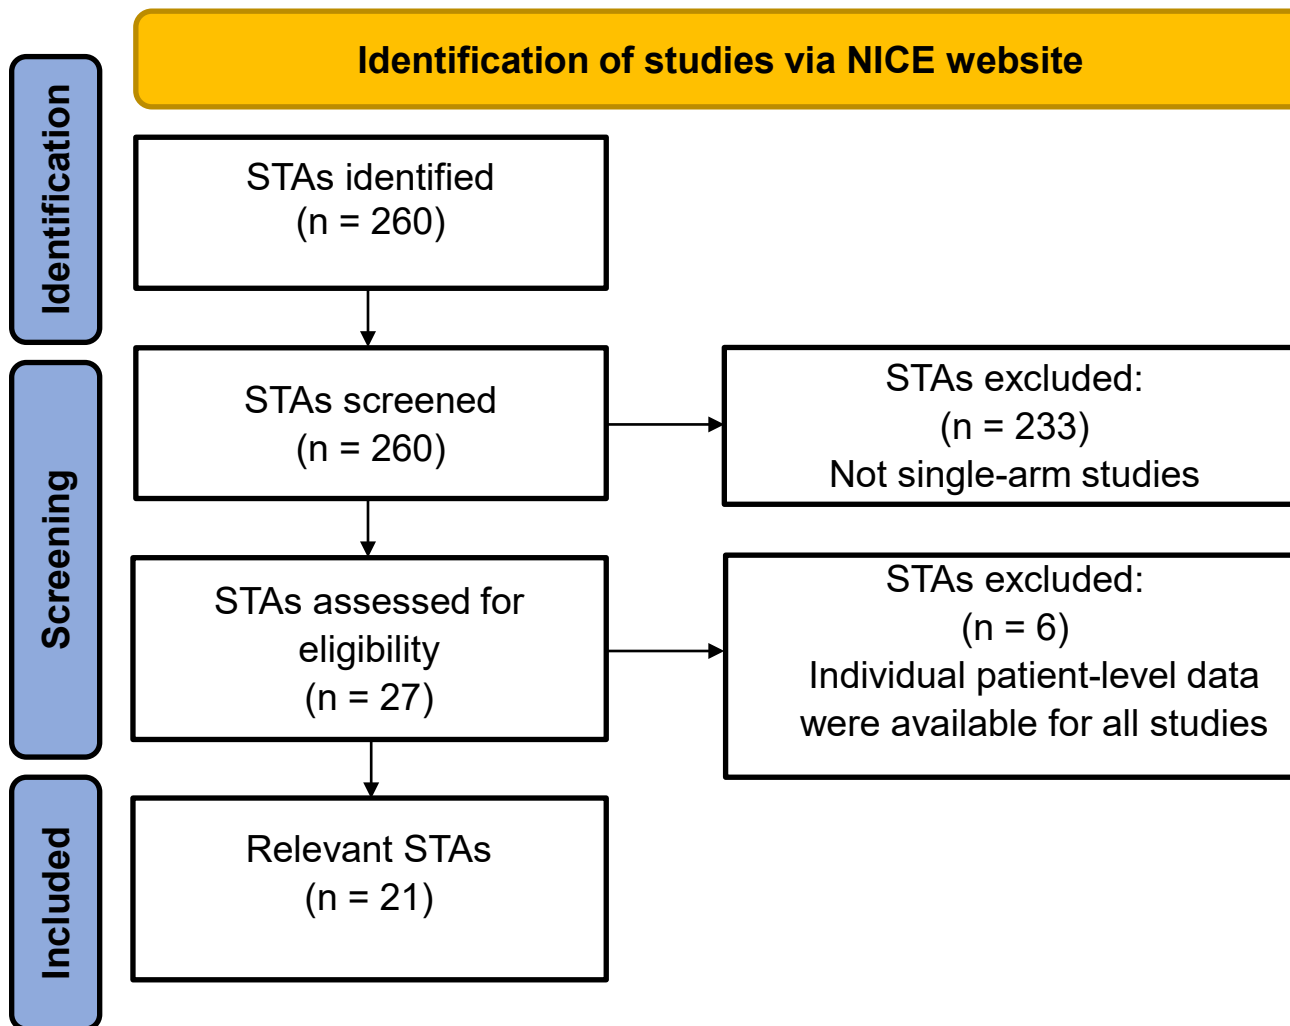 Identification of studies via NICE website
Identification
STAs identified
(n = 260)
Screening
STAs screened
(n = 260)
STAs excluded:
(n = 233)
Not single-arm studies
STAs assessed for
eligibility
(n = 27)
STAs excluded:
(n = 6)
Individual patient-level data
were available for all studies
Included
Relevant STAs
(n = 21)